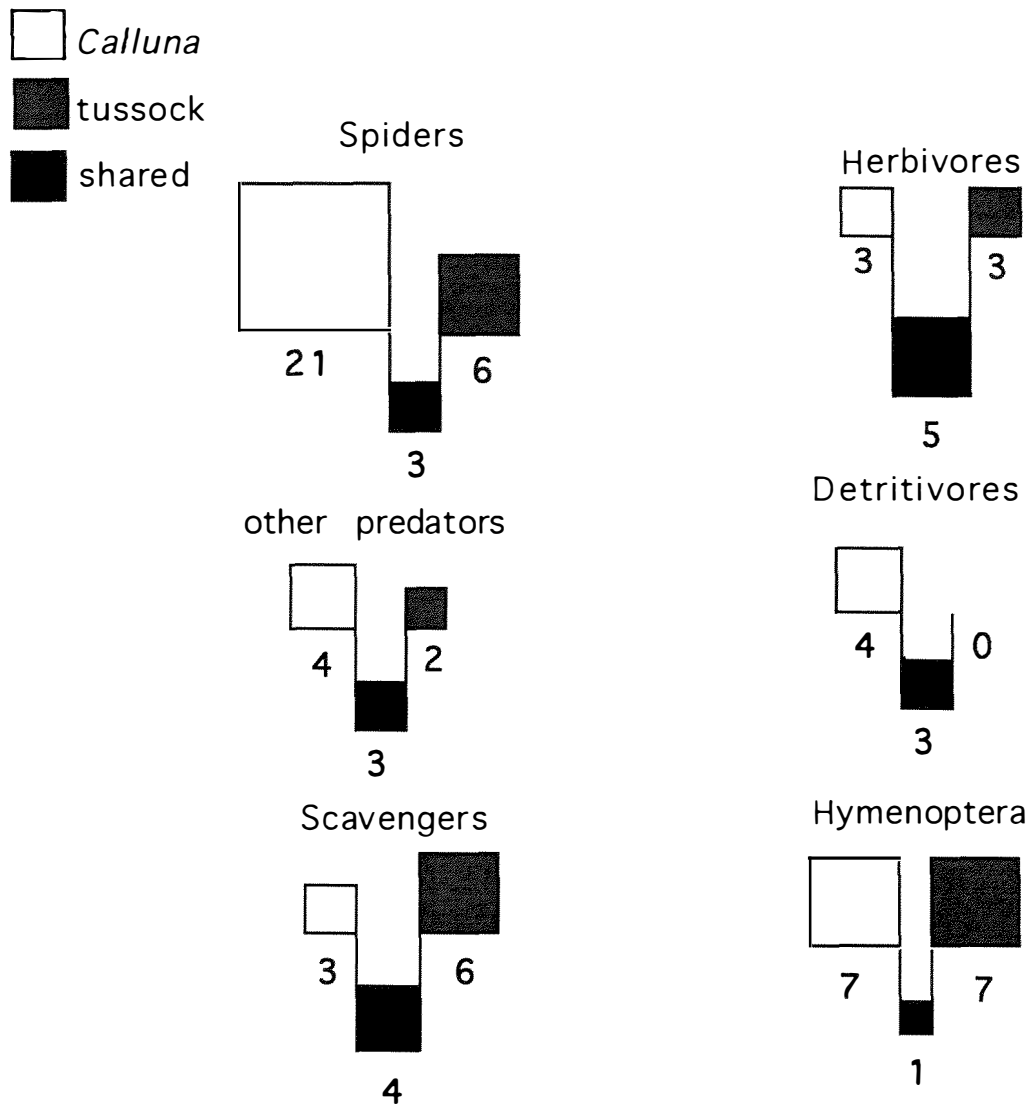 Calluna
tussock
shared
Spiders
21
6
3
Herbivores
3
3
5
other predators
4
2
3
Detritivores
4
0
3
Scavengers
3
6
4
Hymenoptera
7
7
1